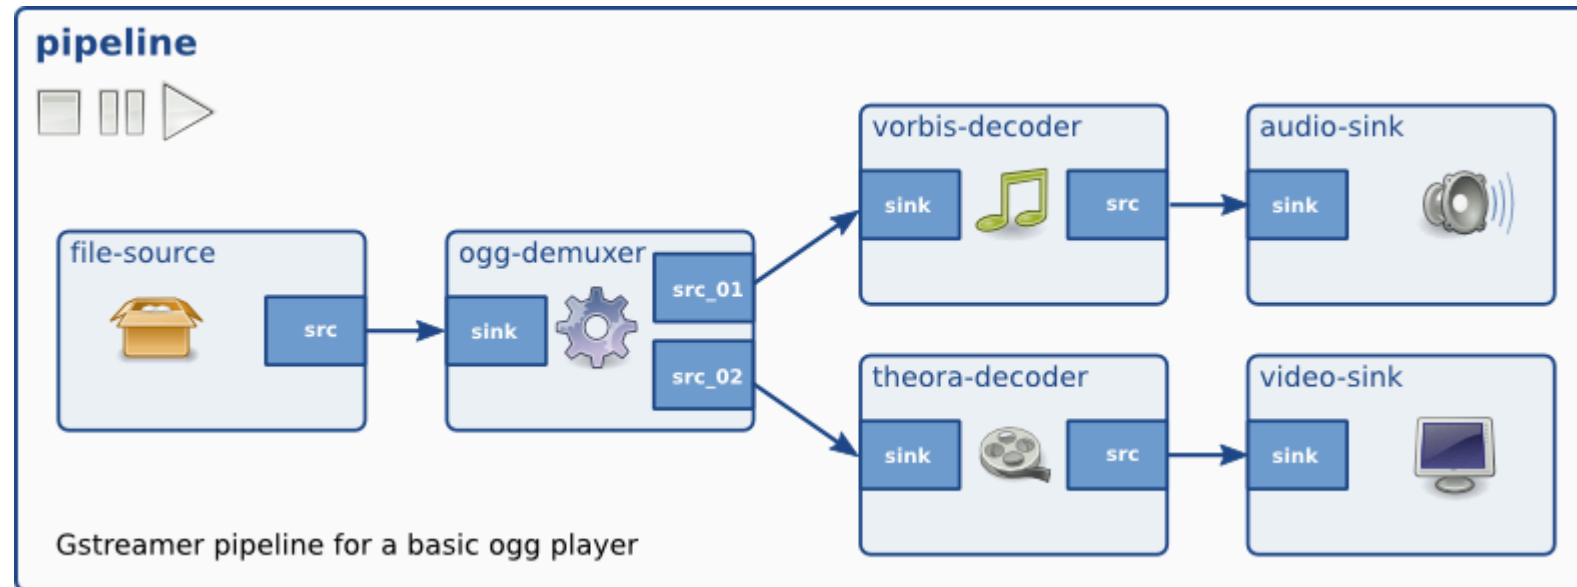 pipeline
file-source
src
ogg-demuxer
sink
src_01
src_02
vorbis-decoder
sink
src
audio-sink
sink
theora-decoder
sink
src
video-sink
sink
Gstreamer pipeline for a basic ogg player